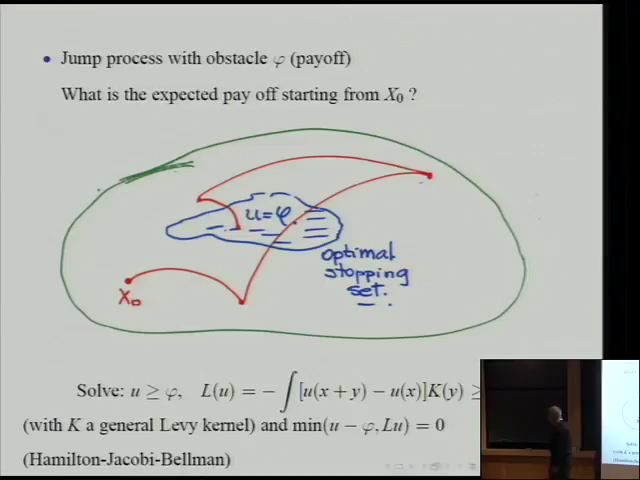 • Jump process with obstacle φ (payoff)
What is the expected pay off starting from X₀ ?
u=φ
optimal
stopping
set.
X₀
Solve: u ≥ φ, L(u) = − ∫ [u(x + y) − u(x)]K(y) ≥
(with K a general Levy kernel) and min(u − φ, Lu) = 0
(Hamilton-Jacobi-Bellman)